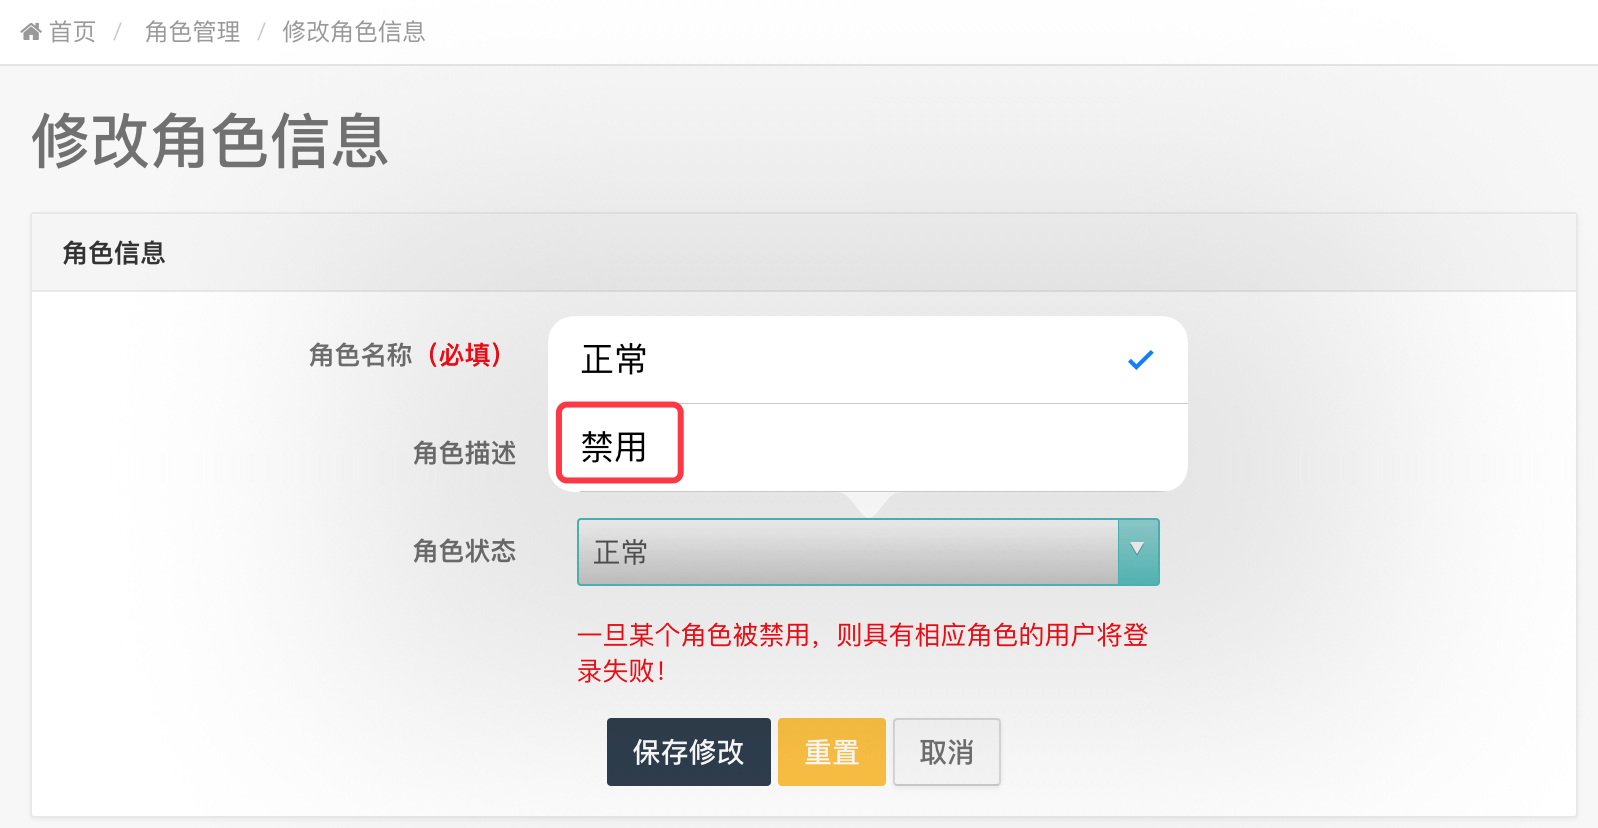 首页 / 角色管理 / 修改角色信息
修改角色信息
角色信息
角色名称（必填）
正常
禁用
角色描述
角色状态
正常
一旦某个角色被禁用，则具有相应角色的用户将登
录失败！
保存修改 重置 取消